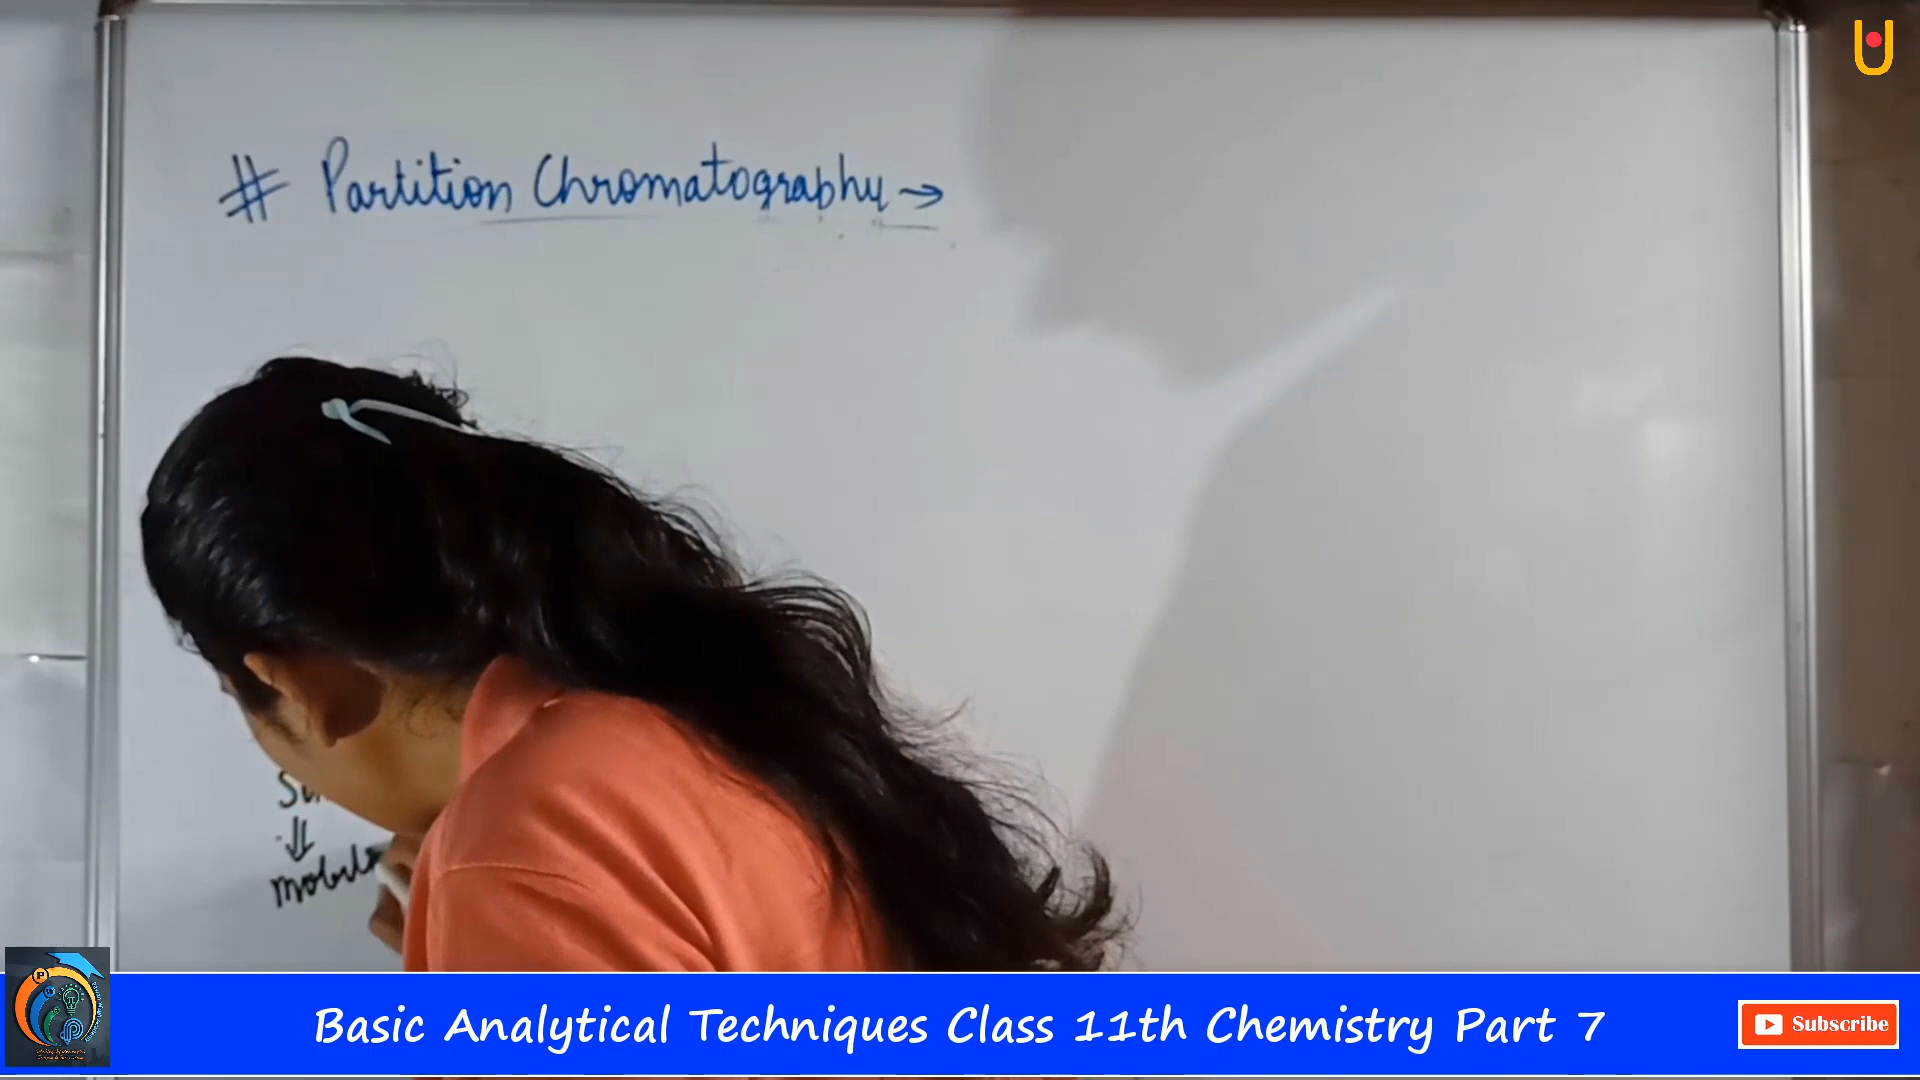 # Partition Chromatography →
⇓
Basic Analytical Techniques Class 11th Chemistry Part 7
Subscribe